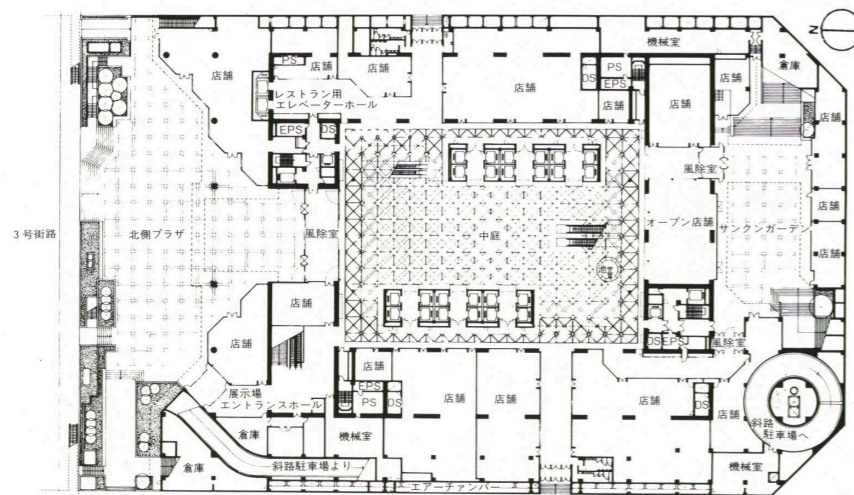 N
機械室
倉庫
店舗
PS
店舗
店舗
店舗
DS
PS
EPS
店舗
店舗
店舗
店舗
レストラン用
エレベーターホール
EPS
DS
風除室
3号街路
北側プラザ
風除室
中庭
オープン店舗
サンクンガーデン
店舗
店舗
店舗
店舗
DS
EPS
風除室
展示場
エントランスホール
店舗
EPS
PS
DS
店舗
店舗
店舗
DS
店舗
斜路
駐車場へ
倉庫
倉庫
機械室
斜路駐車場より
エアーチャンバー
機械室